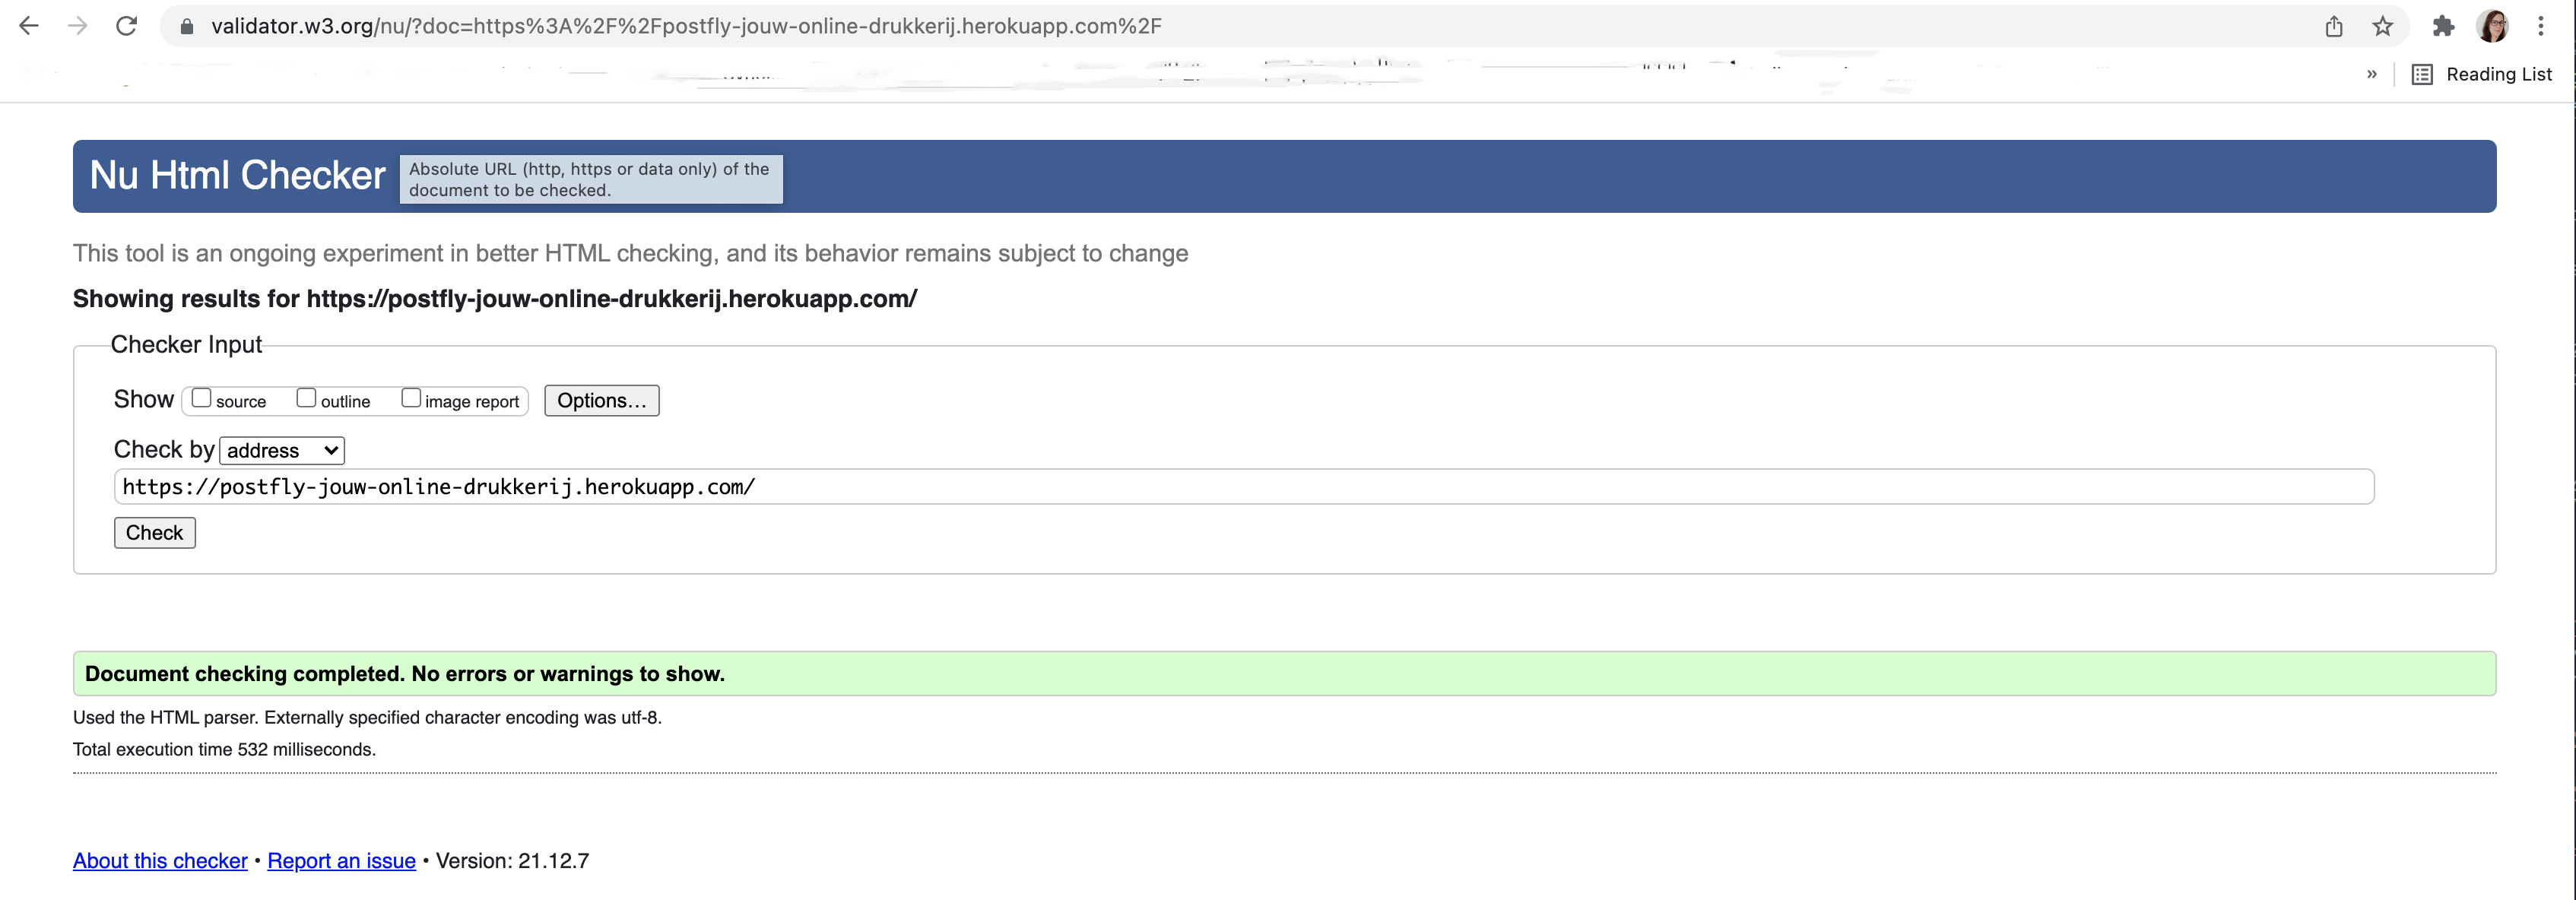 validator.w3.org/nu/?doc=https%3A%2F%2Fpostfly-jouw-online-drukkerij.herokuapp.com%2F
» Reading List
Nu Html Checker
Absolute URL (http, https or data only) of the
document to be checked.
This tool is an ongoing experiment in better HTML checking, and its behavior remains subject to change
Showing results for https://postfly-jouw-online-drukkerij.herokuapp.com/
Checker Input
Show source outline image report Options...
Check by address
https://postfly-jouw-online-drukkerij.herokuapp.com/
Check
Document checking completed. No errors or warnings to show.
Used the HTML parser. Externally specified character encoding was utf-8.
Total execution time 532 milliseconds.
About this checker • Report an issue • Version: 21.12.7